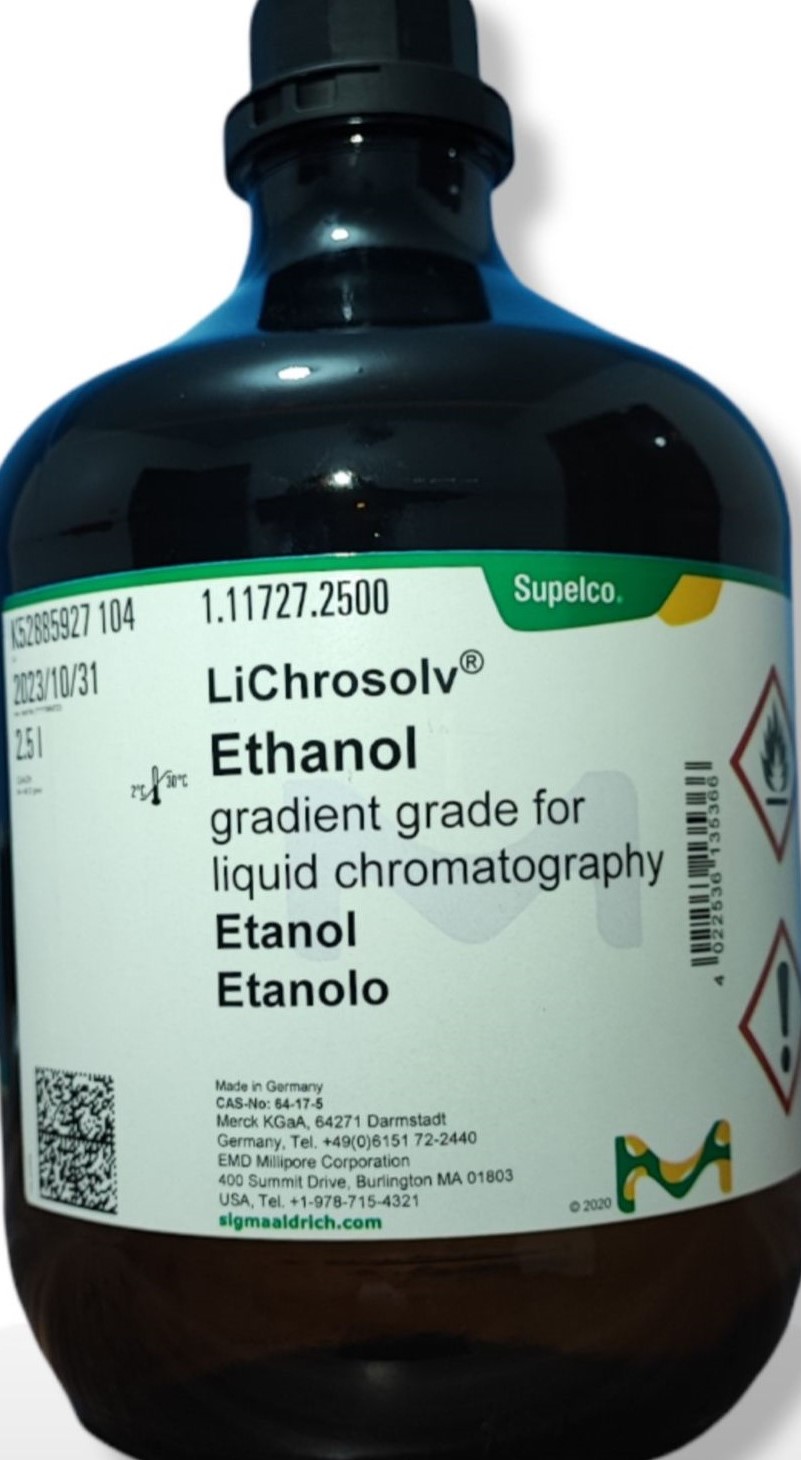 Supelco.
K52885927 104
1.11727.2500
2023/10/31
2.5 l
2°C 30°C
LiChrosolv®
Ethanol
gradient grade for
liquid chromatography
Etanol
Etanolo
4 022536 135366
Made in Germany
CAS-No: 64-17-5
Merck KGaA, 64271 Darmstadt
Germany, Tel. +49(0)6151 72-2440
EMD Millipore Corporation
400 Summit Drive, Burlington MA 01803
USA, Tel. +1-978-715-4321
sigmaaldrich.com
© 2020